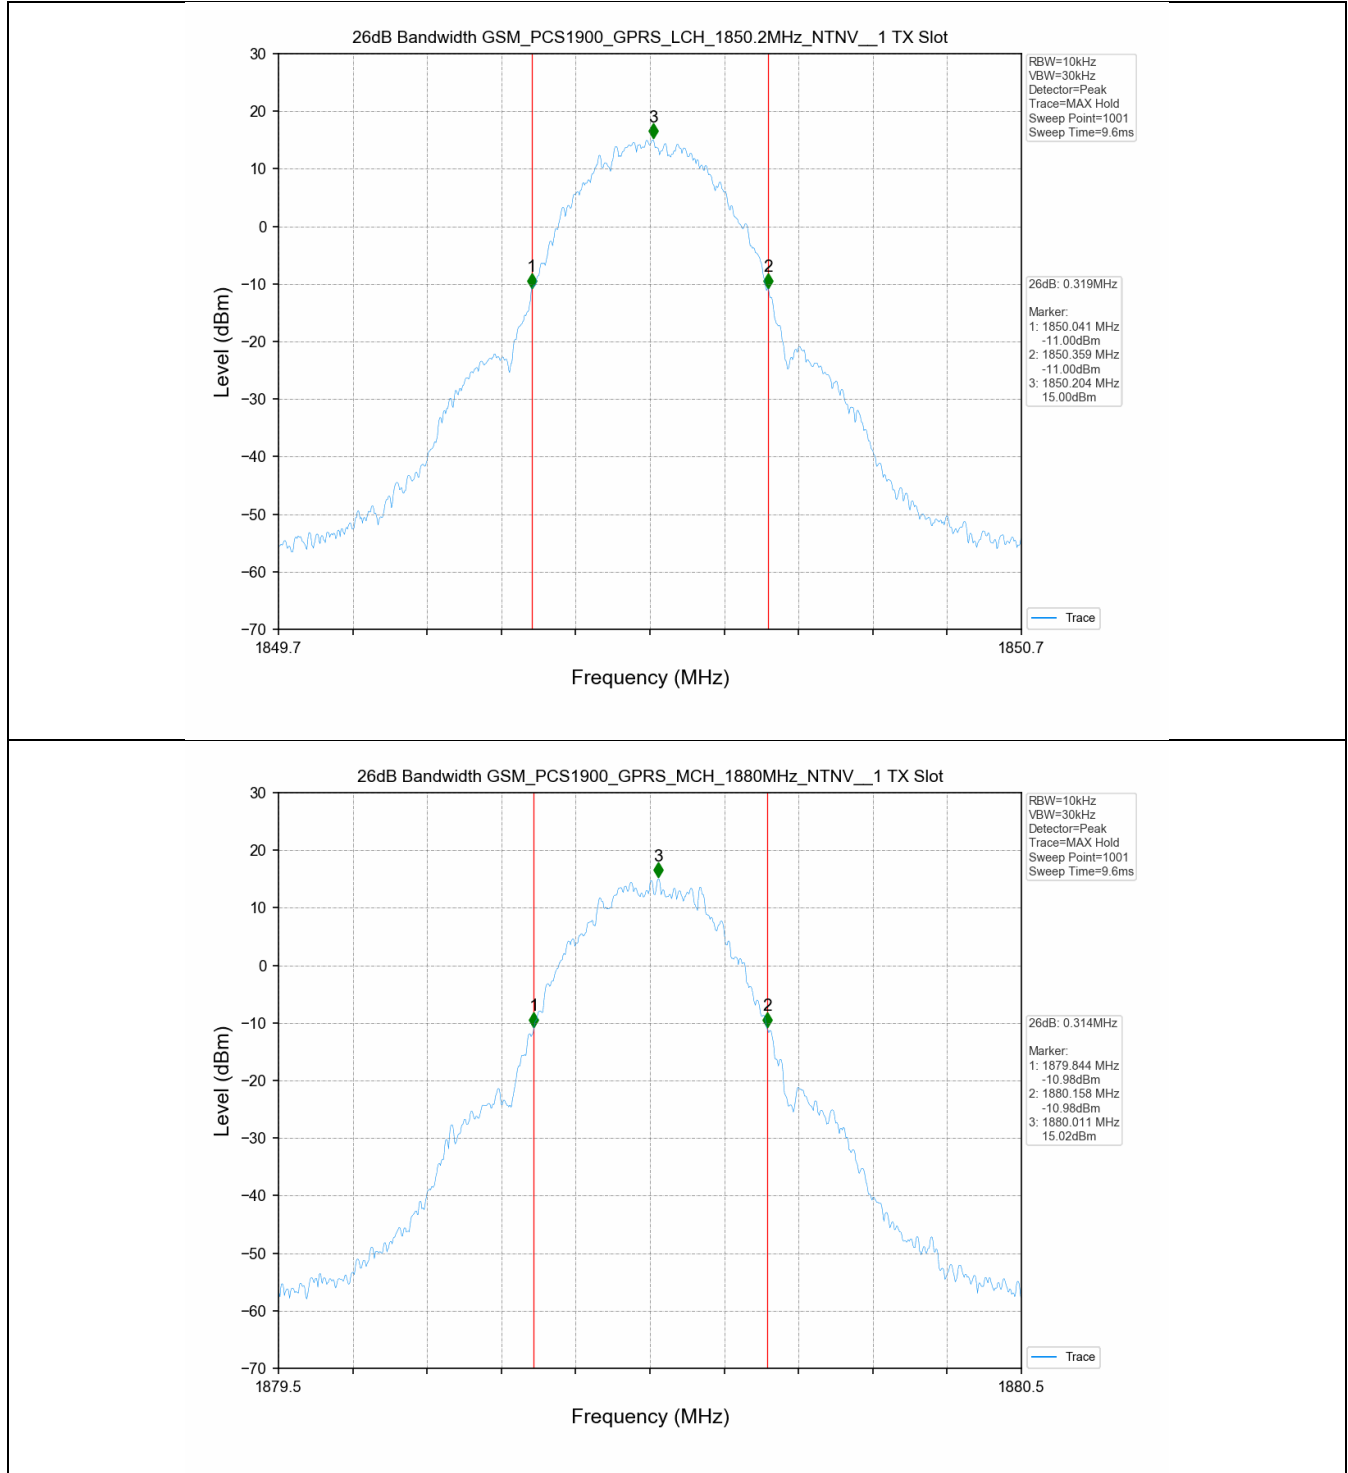 26dB Bandwidth GSM_PCS1900_GPRS_LCH_1850.2MHz_NTNV__1 TX Slot
30
20
10
0
−10
−20
−30
−40
−50
−60
−70
Level (dBm)
1
2
3
1849.7
1850.7
Frequency (MHz)
RBW=10kHz
VBW=30kHz
Detector=Peak
Trace=MAX Hold
Sweep Point=1001
Sweep Time=9.6ms
26dB: 0.319MHz
Marker:
1: 1850.041 MHz
-11.00dBm
2: 1850.359 MHz
-11.00dBm
3: 1850.204 MHz
15.00dBm
Trace
26dB Bandwidth GSM_PCS1900_GPRS_MCH_1880MHz_NTNV__1 TX Slot
30
20
10
0
−10
−20
−30
−40
−50
−60
−70
Level (dBm)
1
2
3
1879.5
1880.5
Frequency (MHz)
RBW=10kHz
VBW=30kHz
Detector=Peak
Trace=MAX Hold
Sweep Point=1001
Sweep Time=9.6ms
26dB: 0.314MHz
Marker:
1: 1879.844 MHz
-10.98dBm
2: 1880.158 MHz
-10.98dBm
3: 1880.011 MHz
15.02dBm
Trace